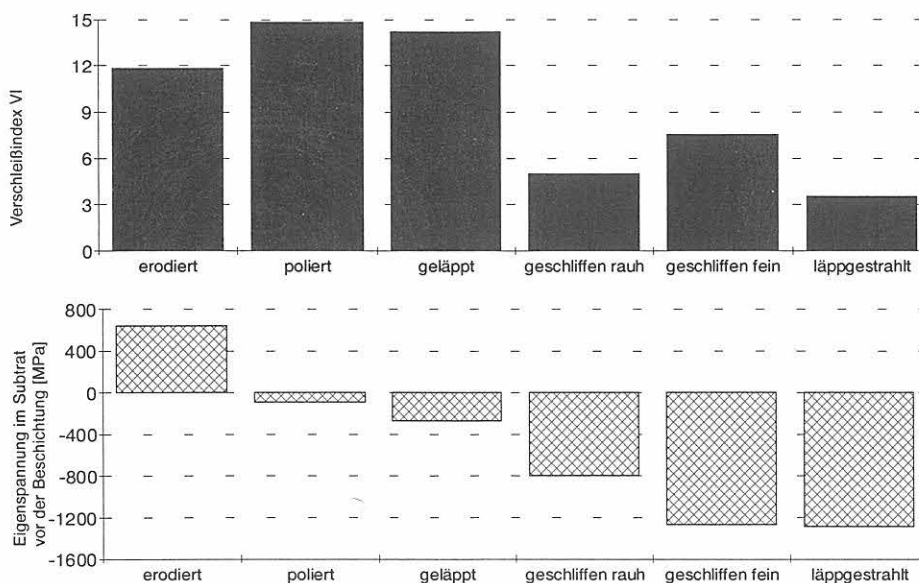 Verschleißindex VI
15
12
9
6
3
0
erodiert poliert geläppt geschliffen rauh geschliffen fein läppgestrahlt
Eigenspannung im Subtrat
vor der Beschichtung [MPa]
800
400
0
-400
-800
-1200
-1600
erodiert poliert geläppt geschliffen rauh geschliffen fein läppgestrahlt